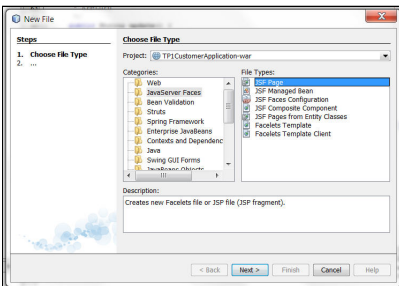 New File
Steps
1. Choose File Type
2. ...
Choose File Type
Project: TP1CustomerApplication-war
Categories:
Web
JavaServer Faces
Bean Validation
Struts
Spring Framework
Enterprise JavaBeans
Contexts and Dependenc
Java
Swing GUI Forms
JavaBeans Objects
File Types:
JSF Page
JSF Managed Bean
JSF Faces Configuration
JSF Composite Component
JSF Pages from Entity Classes
Facelets Template
Facelets Template Client
Description:
Creates new Facelets file or JSP file (JSP fragment).
< Back Next > Finish Cancel Help